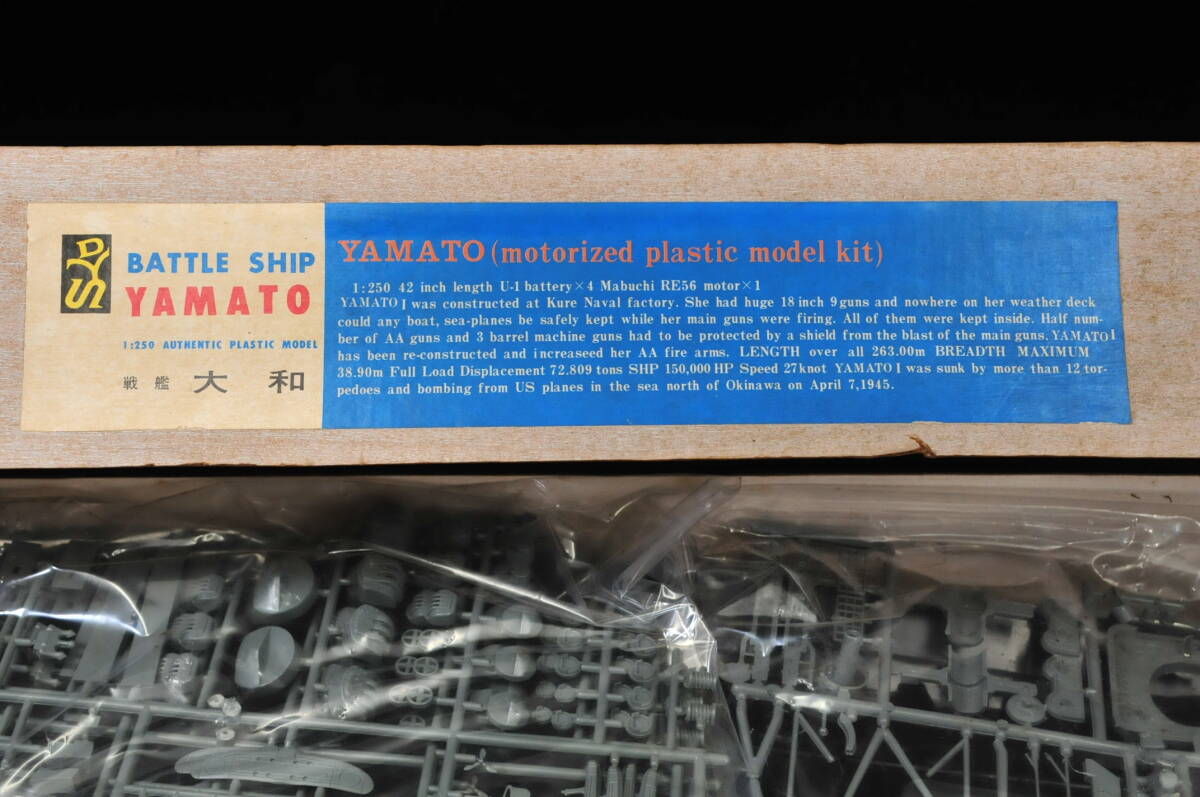 DYS
BATTLE SHIP
YAMATO
1:250 AUTHENTIC PLASTIC MODEL
戦艦 大和
YAMATO (motorized plastic model kit)
1:250 42 inch length U-1 battery×4 Mabuchi RE56 motor×1
YAMATO I was constructed at Kure Naval factory. She had huge 18 inch 9 guns and nowhere on her weather deck
could any boat, sea-planes be safely kept while her main guns were firing. All of them were kept inside. Half num-
ber of AA guns and 3 barrel machine guns had to be protected by a shield from the blast of the main guns. YAMATO I
has been re-constructed and increaseed her AA fire arms. LENGTH over all 263.00m BREADTH MAXIMUM
38.90m Full Load Displacement 72.809 tons SHP 150,000 HP Speed 27knot YAMATO I was sunk by more than 12 tor-
pedoes and bombing from US planes in the sea north of Okinawa on April 7,1945.